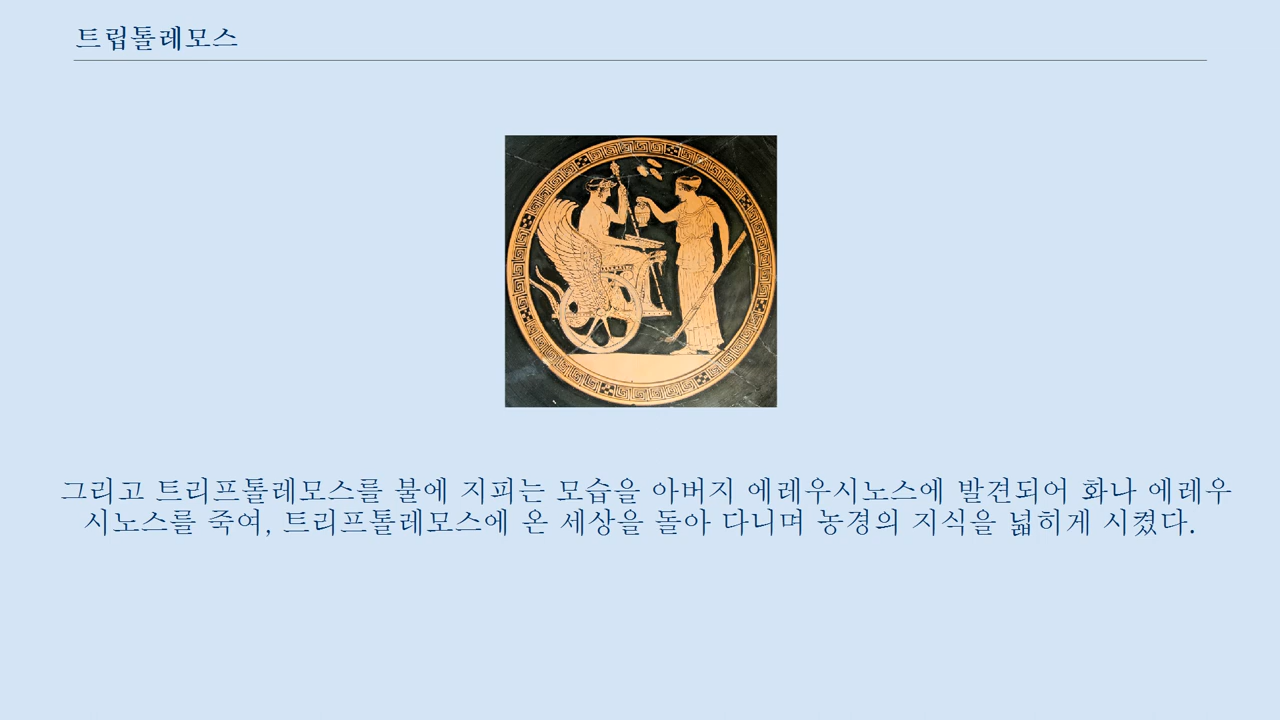 트립톨레모스
그리고 트리프톨레모스를 불에 지피는 모습을 아버지 에레우시노스에 발견되어 화나 에레우
시노스를 죽여, 트리프톨레모스에 온 세상을 돌아 다니며 농경의 지식을 넓히게 시켰다.